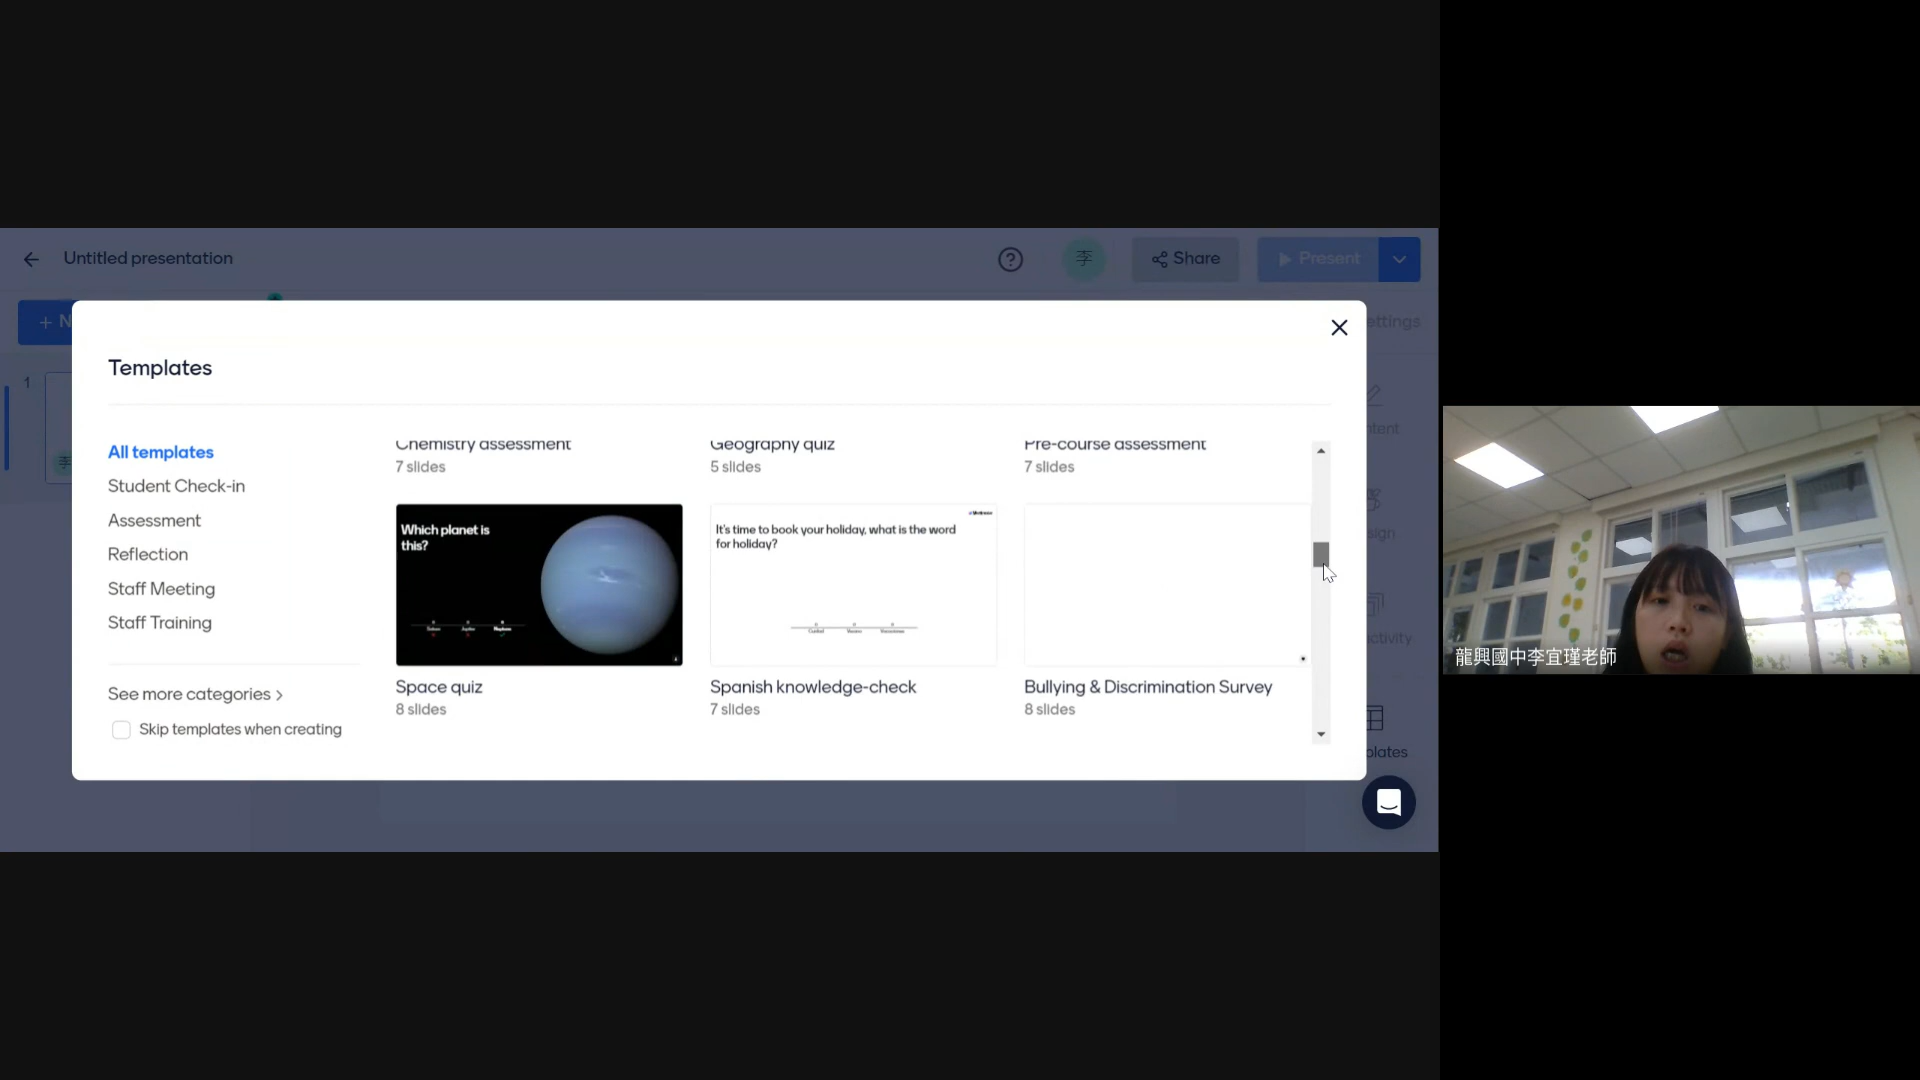 Untitled presentation
李
Share
Present
+ N
ettings
Templates
1
All templates
Student Check-in
Assessment
Reflection
Staff Meeting
Staff Training
See more categories
Skip templates when creating
Chemistry assessment
7 slides
Geography quiz
5 slides
Pre-course assessment
7 slides
Which planet is
this?
Space quiz
8 slides
It's time to book your holiday, what is the word
for holiday?
Spanish knowledge-check
7 slides
Bullying & Discrimination Survey
8 slides
龍興國中李宜瑾老師